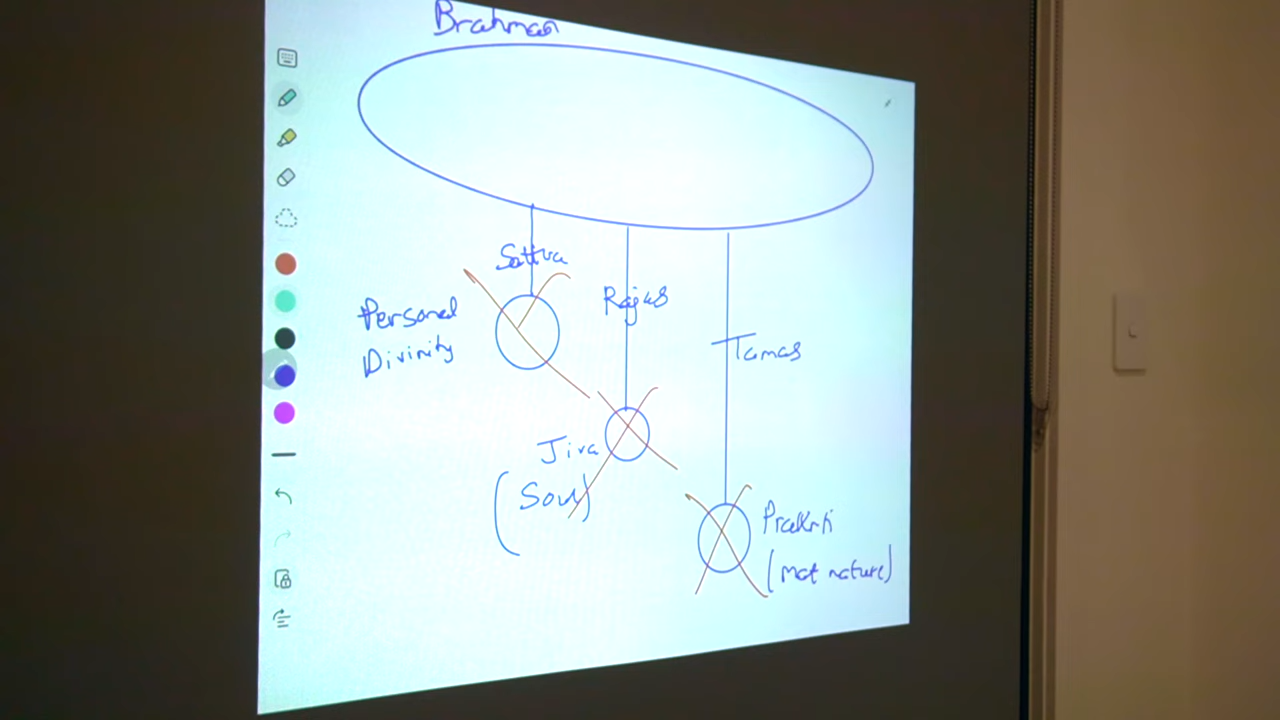 Brahman
Sattva
Personal
Divinity
Rajas
Tamas
Jiva
(Soul)
Prakrti
(mat nature)